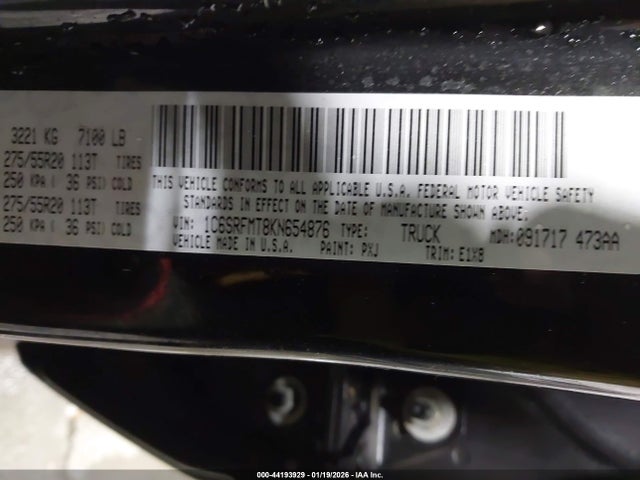 3221 KG 7100 LB
275/55R20 113T TIRES
250 KPA ( 36 PSI) COLD
275/55R20 113T TIRES
250 KPA ( 36 PSI) COLD
THIS VEHICLE CONFORMS TO ALL APPLICABLE U.S.A. FEDERAL MOTOR VEHICLE SAFETY
STANDARDS IN EFFECT ON THE DATE OF MANUFACTURE SHOWN ABOVE.
VIN: 1C6SRFMT8KN654876 TYPE: TRUCK MDH: 091717 473AA
VEHICLE MADE IN U.S.A. PAINT: PXJ TRIM: E1X8
000-44193929 - 01/19/2026 - IAA Inc.